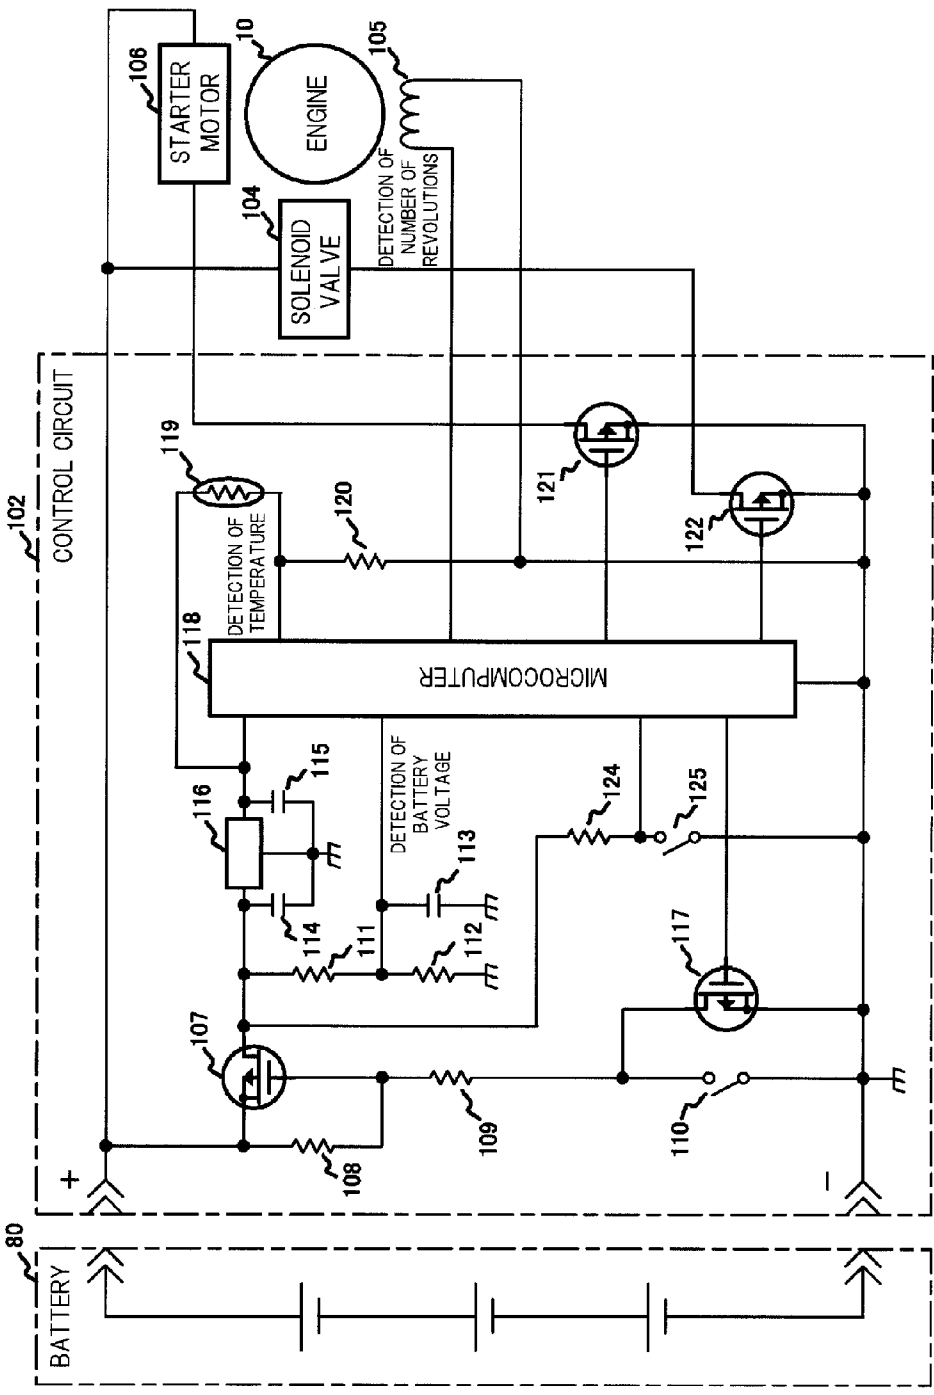 80
BATTERY
102
CONTROL CIRCUIT
+
−
106
STARTER
MOTOR
10
ENGINE
105
104
SOLENOID
VALVE
DETECTION OF
NUMBER OF
REVOLUTIONS
119
DETECTION OF
TEMPERATURE
120
121
122
118
MICROCOMPUTER
116
115
114
DETECTION OF
BATTERY
VOLTAGE
113
111
112
124
125
107
117
108
109
110